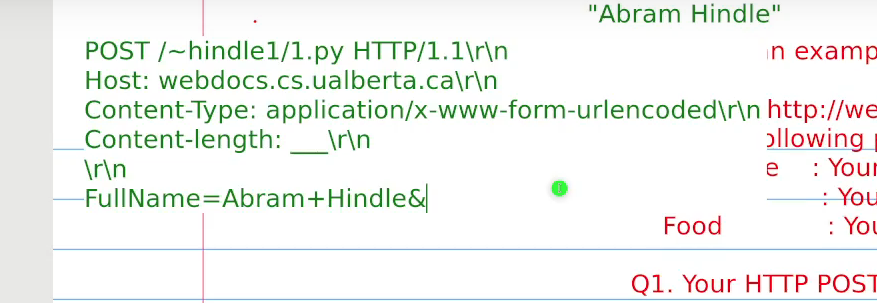 "Abram Hindle"
POST /~hindle1/1.py HTTP/1.1\r\n
Host: webdocs.cs.ualberta.ca\r\n
Content-Type: application/x-www-form-urlencoded\r\n
Content-length: ___\r\n
\r\n
FullName=Abram+Hindle&
n examp
http://we
ollowing p
e : Your
: You
Food : You
Q1. Your HTTP POST